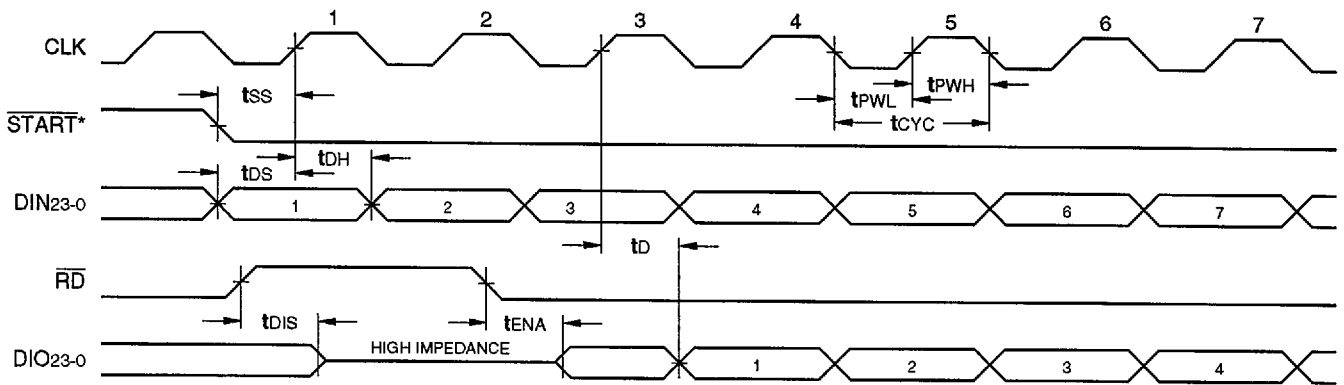 1 2 3 4 5 6 7
CLK
tSS tPWL tPWH
START* tCYC
tDS tDH
DIN23-0 1 2 3 4 5 6 7
tD
RD
tDIS tENA
DIO23-0 HIGH IMPEDANCE 1 2 3 4